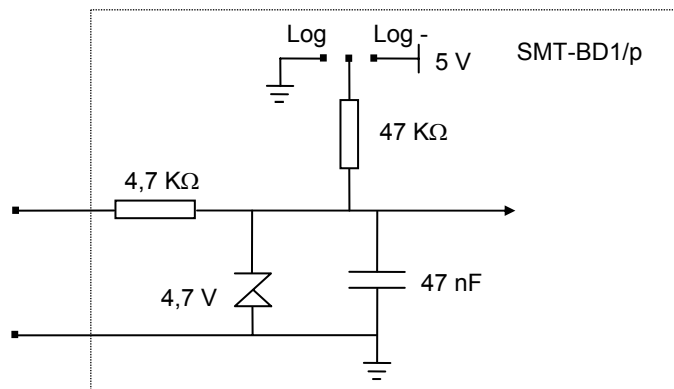 Log Log -
5 V
SMT-BD1/p
47 KΩ
4,7 KΩ
4,7 V
47 nF